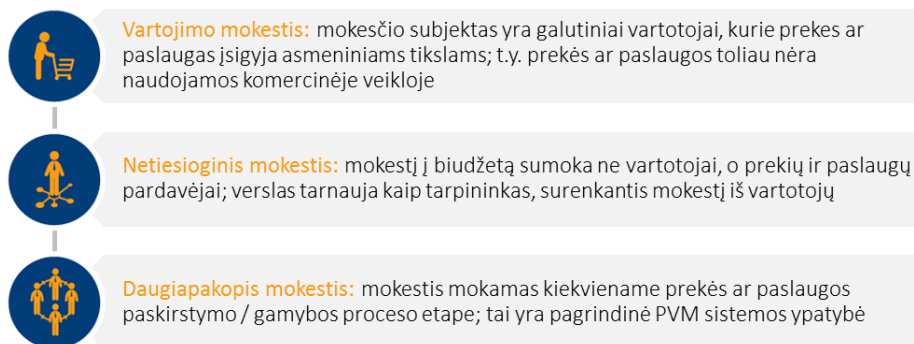 Vartojimo mokestis: mokesčio subjektas yra galutiniai vartotojai, kurie prekes ar
paslaugas įsigyja asmeniniams tikslams; t.y. prekės ar paslaugos toliau nėra
naudojamos komercinėje veikloje
Netiesioginis mokestis: mokestį į biudžetą sumoka ne vartotojai, o prekių ir paslaugų
pardavėjai; verslas tarnauja kaip tarpininkas, surenkantis mokestį iš vartotojų
Daugiapakopis mokestis: mokestis mokamas kiekviename prekės ar paslaugos
paskirstymo / gamybos proceso etape; tai yra pagrindinė PVM sistemos ypatybė